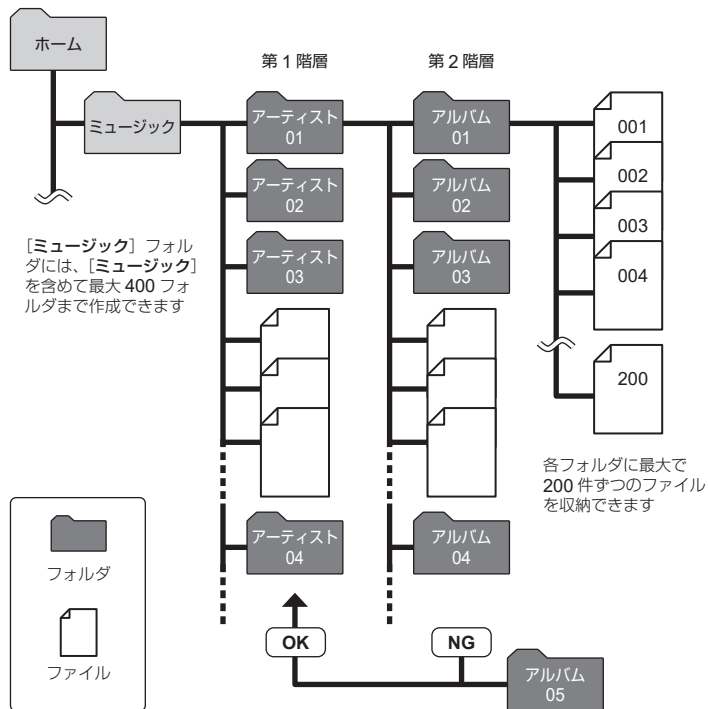 ホーム
第 1 階層
第 2 階層
ミュージック
アーティスト
01
アルバム
01
001
002
003
004
200
アーティスト
02
アルバム
02
アーティスト
03
アルバム
03
[ミュージック] フォル
ダには、[ミュージック]
を含めて最大 400 フォ
ルダまで作成できます
各フォルダに最大で
200 件ずつのファイル
を収納できます
アーティスト
04
アルバム
04
フォルダ
ファイル
OK
NG
アルバム
05